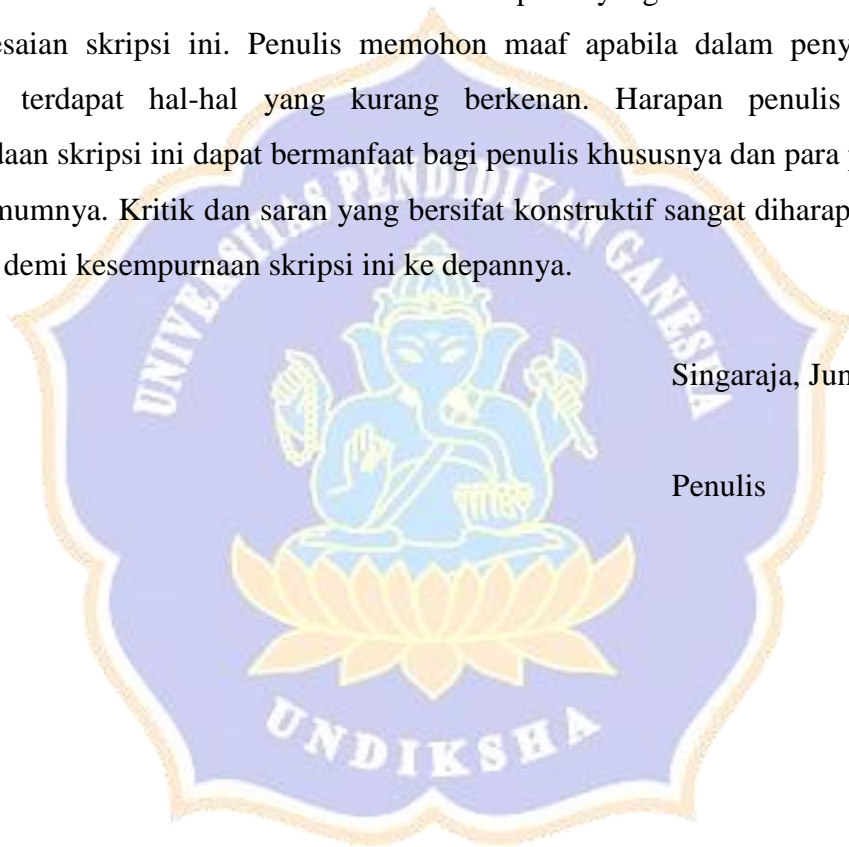 esaian skripsi ini. Penulis memohon maaf apabila dalam peny
terdapat hal-hal yang kurang berkenan. Harapan penulis
daan skripsi ini dapat bermanfaat bagi penulis khususnya dan para p
mumnya. Kritik dan saran yang bersifat konstruktif sangat diharap
demi kesempurnaan skripsi ini ke depannya.
UNIVERSITAS PENDIDIKAN GANESHA
Singaraja, Jun
Penulis
UNDIKSHA